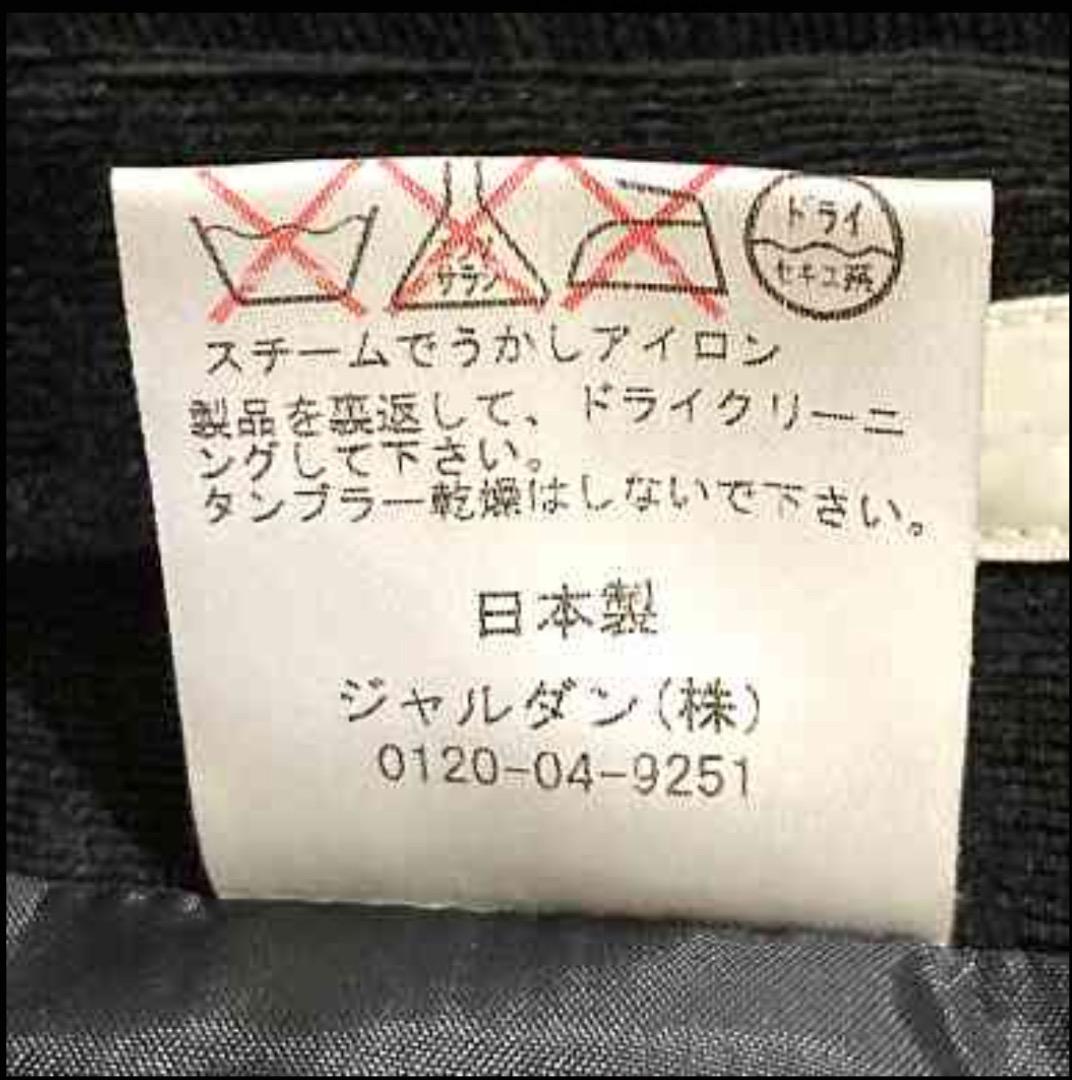 サラシ
ドライ
セキユ系
スチームでうかしアイロン
製品を裏返して、ドライクリーニ
ングして下さい。
タンブラー乾燥はしないで下さい。
日本製
ジャルダン(株)
0120-04-9251